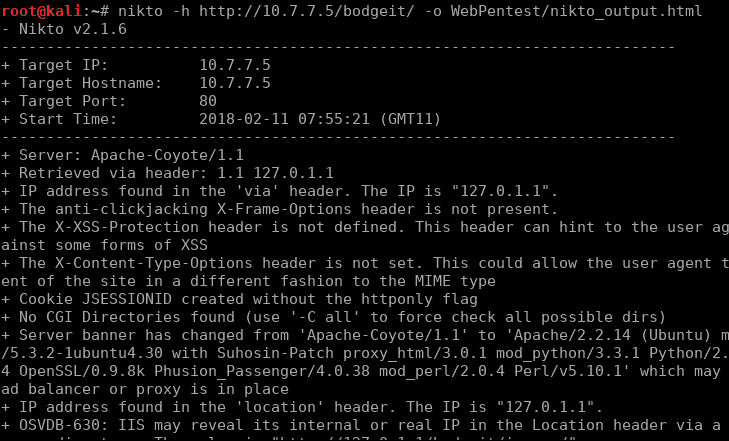 root@kali:~# nikto -h http://10.7.7.5/bodgeit/ -o WebPentest/nikto_output.html
- Nikto v2.1.6
---------------------------------------------------------------------------
+ Target IP:          10.7.7.5
+ Target Hostname:    10.7.7.5
+ Target Port:        80
+ Start Time:         2018-02-11 07:55:21 (GMT11)
---------------------------------------------------------------------------
+ Server: Apache-Coyote/1.1
+ Retrieved via header: 1.1 127.0.1.1
+ IP address found in the 'via' header. The IP is "127.0.1.1".
+ The anti-clickjacking X-Frame-Options header is not present.
+ The X-XSS-Protection header is not defined. This header can hint to the user ag
ainst some forms of XSS
+ The X-Content-Type-Options header is not set. This could allow the user agent t
ent of the site in a different fashion to the MIME type
+ Cookie JSESSIONID created without the httponly flag
+ No CGI Directories found (use '-C all' to force check all possible dirs)
+ Server banner has changed from 'Apache-Coyote/1.1' to 'Apache/2.2.14 (Ubuntu) m
/5.3.2-1ubuntu4.30 with Suhosin-Patch proxy_html/3.0.1 mod_python/3.3.1 Python/2.
4 OpenSSL/0.9.8k Phusion_Passenger/4.0.38 mod_perl/2.0.4 Perl/v5.10.1' which may
ad balancer or proxy is in place
+ IP address found in the 'location' header. The IP is "127.0.1.1".
+ OSVDB-630: IIS may reveal its internal or real IP in the Location header via a